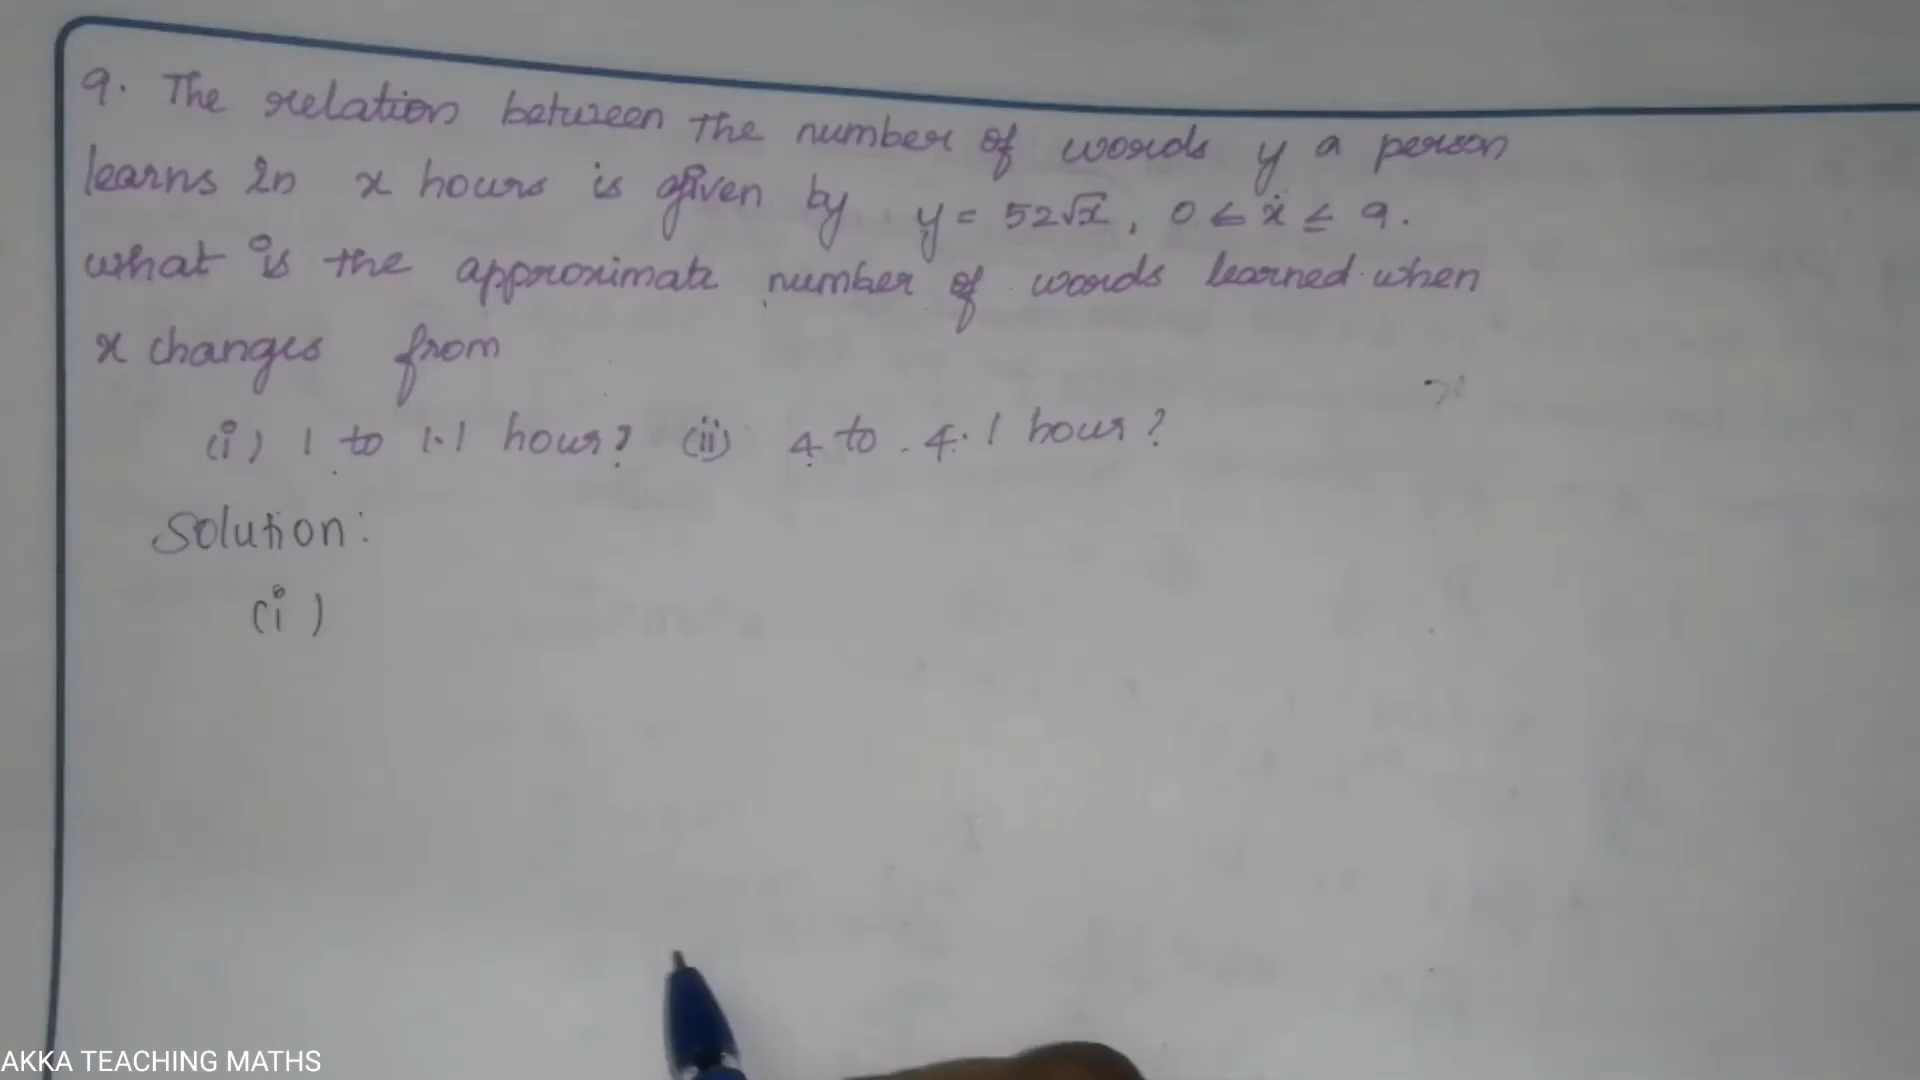 9. The relation between the number of words y a person
learns in x hours is given by y = 52√x, 0 ≤ x ≤ 9.
what is the approximate number of words learned when
x changes from
(i) 1 to 1.1 hour? (ii) 4 to 4.1 hour?
Solution:
(i)
AKKA TEACHING MATHS